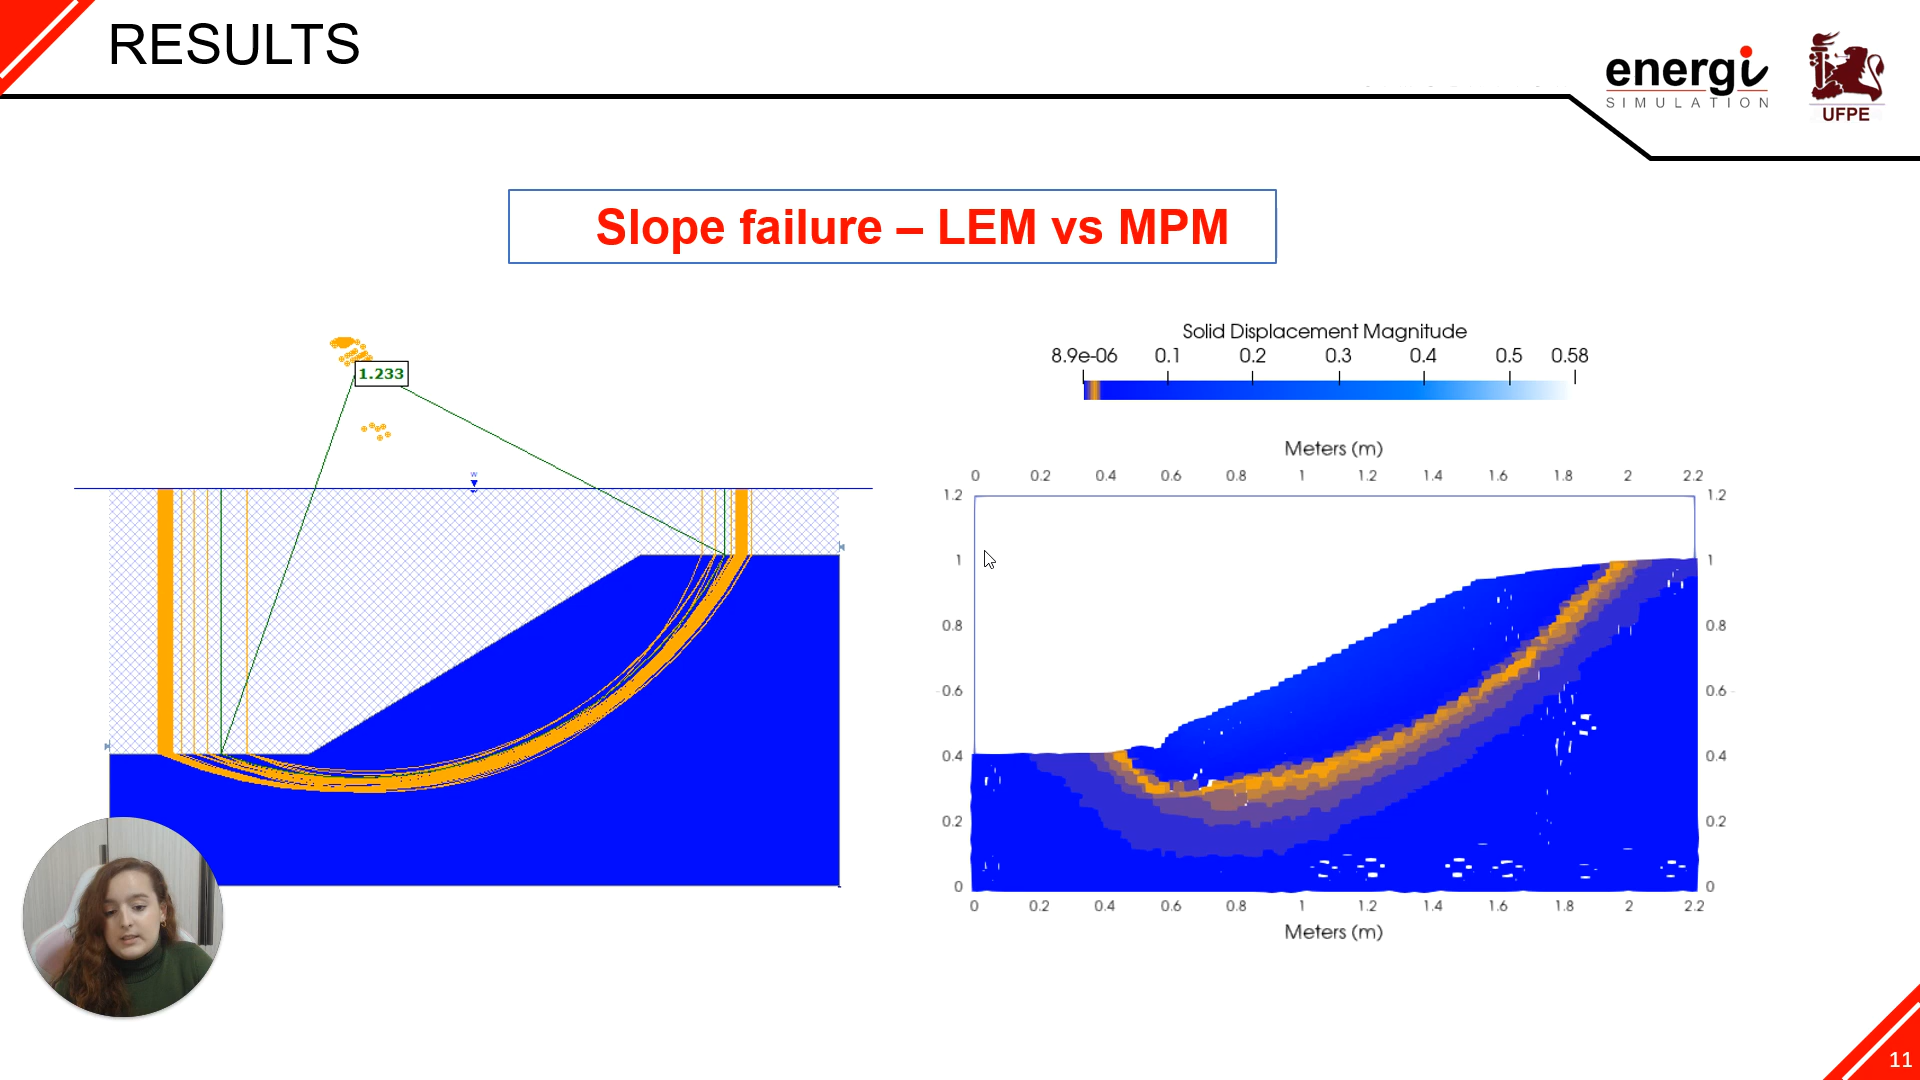 RESULTS
energi
SIMULATION
UFPE
Slope failure – LEM vs MPM
1.233
W
Solid Displacement Magnitude
8.9e-06 0.1 0.2 0.3 0.4 0.5 0.58
Meters (m)
0 0.2 0.4 0.6 0.8 1 1.2 1.4 1.6 1.8 2 2.2
1.2 1.2
1 1
0.8 0.8
0.6 0.6
0.4 0.4
0.2 0.2
0 0
0 0.2 0.4 0.6 0.8 1 1.2 1.4 1.6 1.8 2 2.2
Meters (m)
11